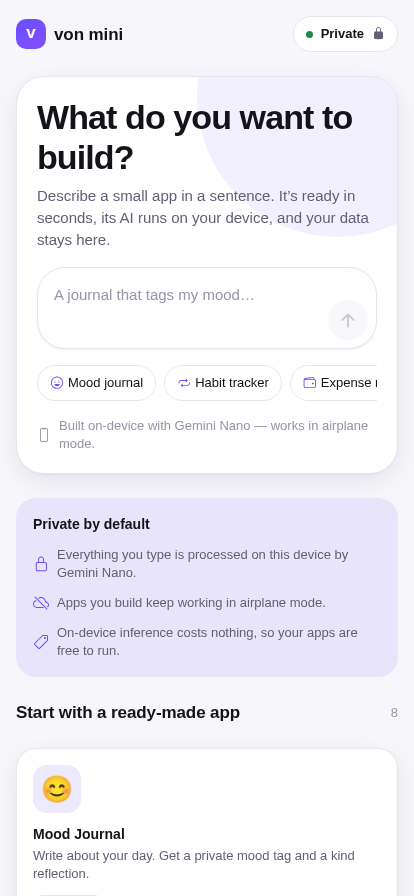 v von mini
Private
What do you want to
build?
Describe a small app in a sentence. It's ready in
seconds, its AI runs on your device, and your data
stays here.
A journal that tags my mood…
Mood journal
Habit tracker
Expense
Built on-device with Gemini Nano — works in airplane
mode.
Private by default
Everything you type is processed on this device by
Gemini Nano.
Apps you build keep working in airplane mode.
On-device inference costs nothing, so your apps are
free to run.
Start with a ready-made app
8
Mood Journal
Write about your day. Get a private mood tag and a kind
reflection.